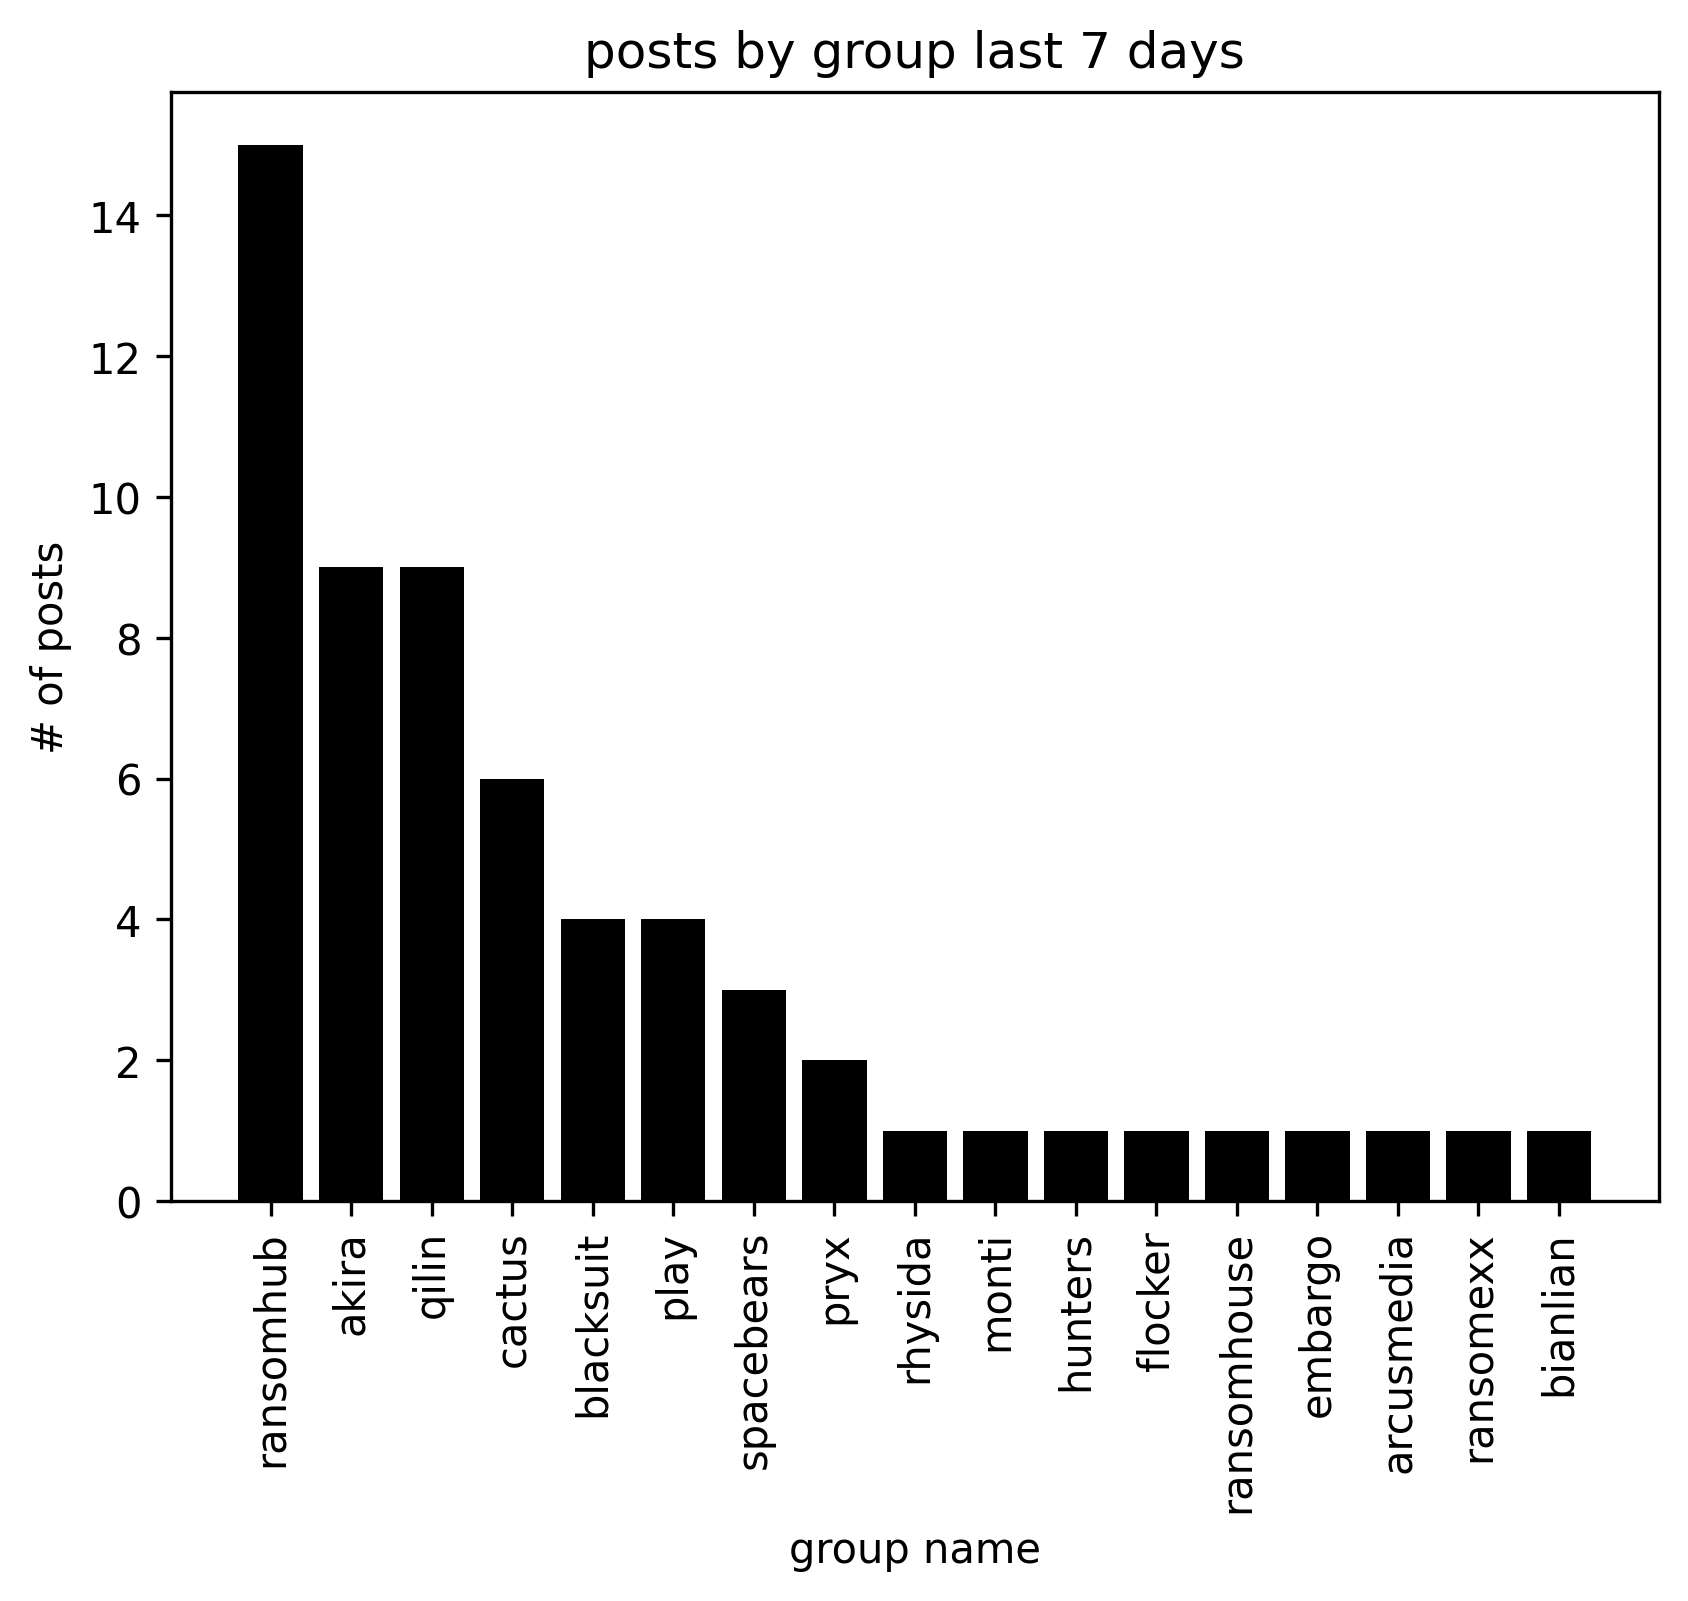 posts by group last 7 days
# of posts
14
12
10
8
6
4
2
0
ransomhub
akira
qilin
cactus
blacksuit
play
spacebears
pryx
rhysida
monti
hunters
flocker
ransomhouse
embargo
arcusmedia
ransomexx
bianlian
group name